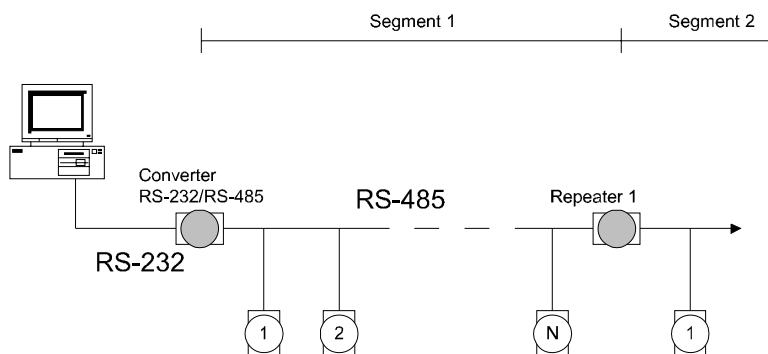 Segment 1
Segment 2
Converter
RS-232/RS-485
RS-485
Repeater 1
RS-232
1
2
N
1